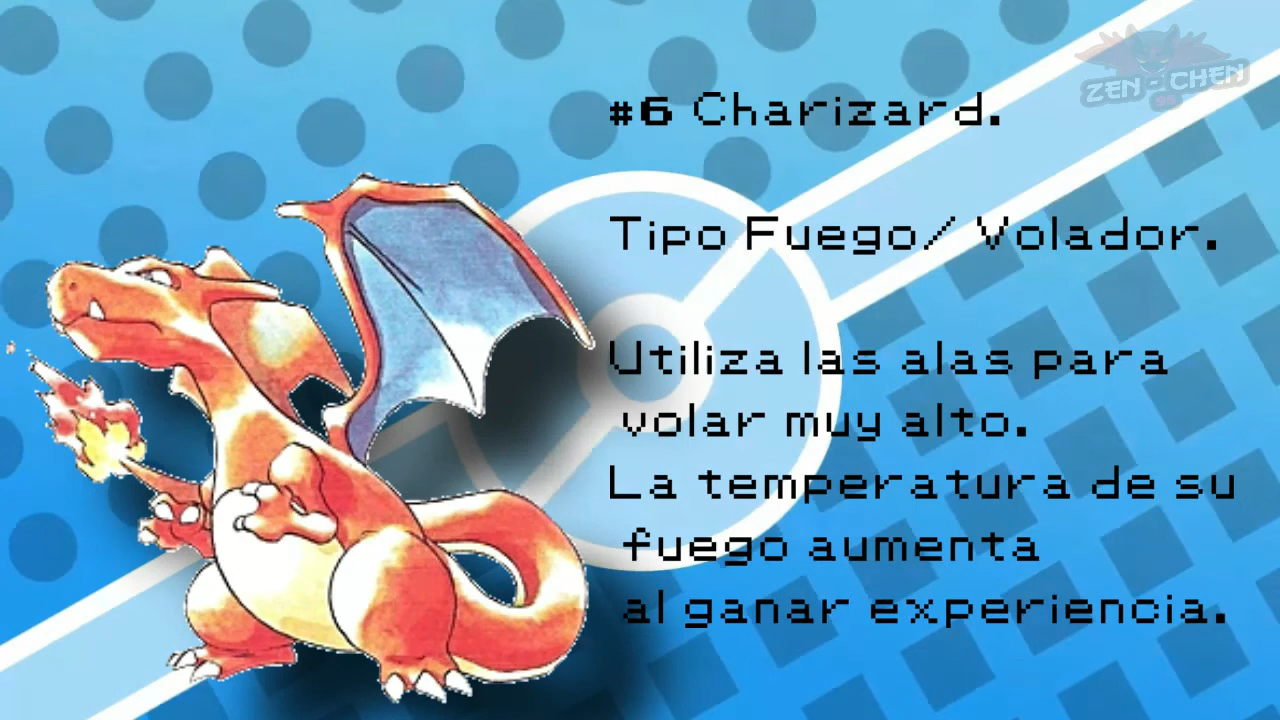 #6 Charizard.
ZEN-CHEN
95
Tipo Fuego/ Volador.
Utiliza las alas para
volar muy alto.
La temperatura de su
fuego aumenta
al ganar experiencia.